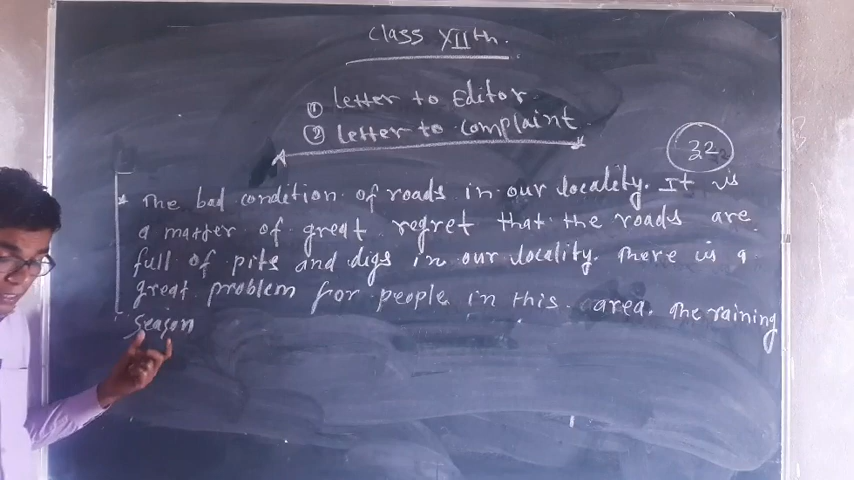 Class XIIth.
① letter to Editor.
② letter to Complaint.
32
* The bad condition of roads in our locality. It is
a matter of great regret that the roads are
full of pits and digs in our locality. There is a
great problem for people in this area. The raining
Season